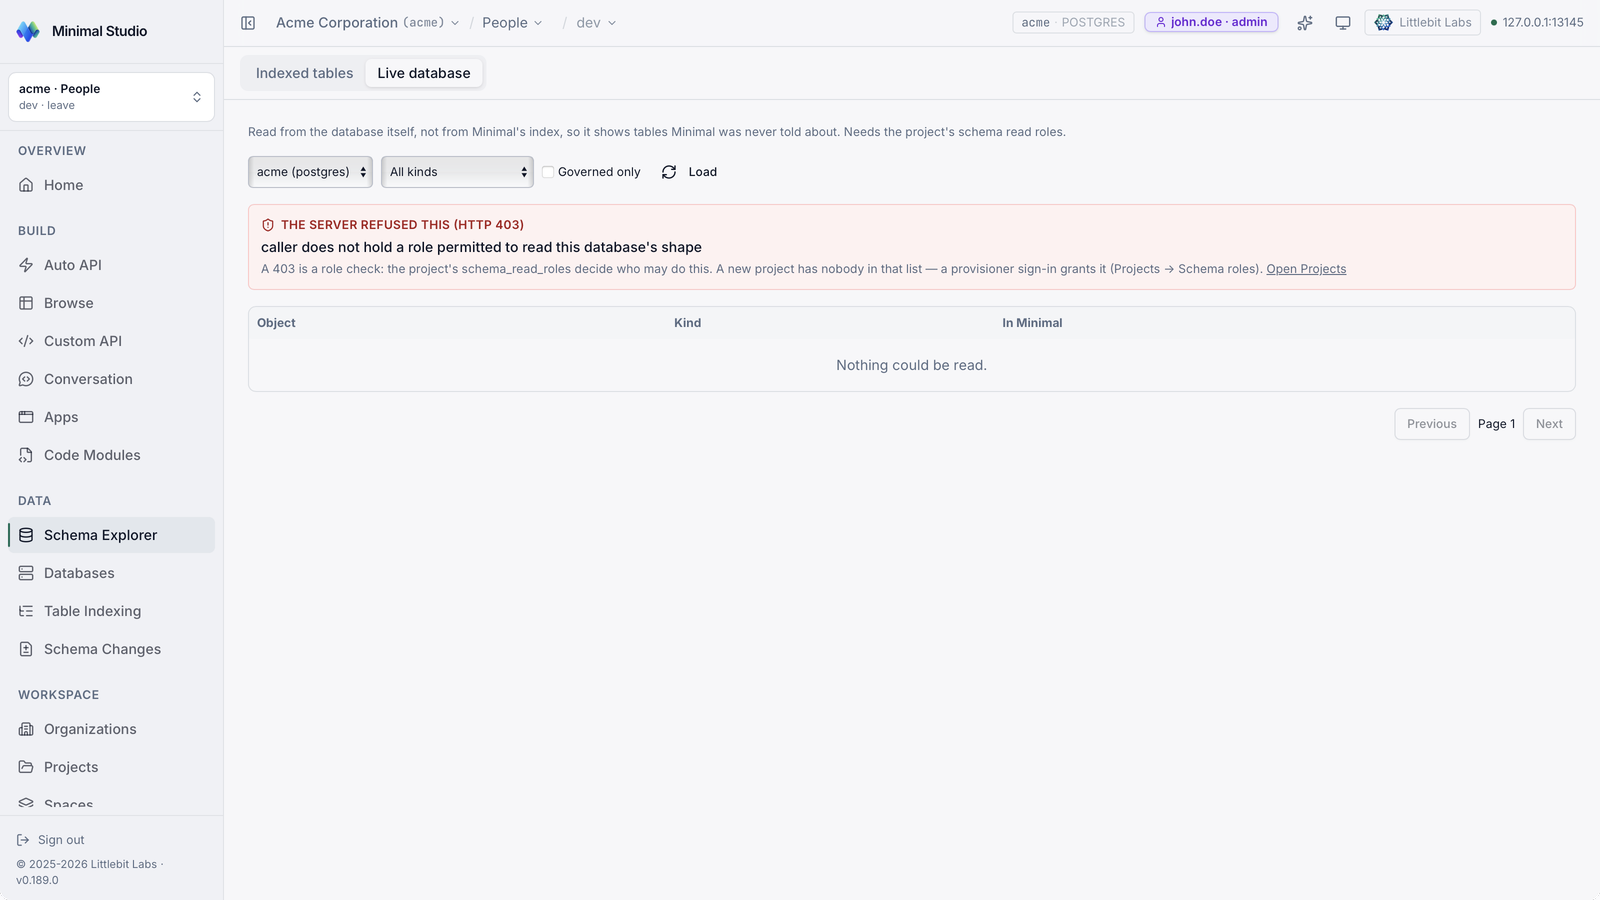 Minimal Studio
acme · People
dev · leave
OVERVIEW
Home
BUILD
Auto API
Browse
Custom API
Conversation
Apps
Code Modules
DATA
Schema Explorer
Databases
Table Indexing
Schema Changes
WORKSPACE
Organizations
Projects
Spaces
Sign out
© 2025-2026 Littlebit Labs ·
v0.189.0
Acme Corporation (acme) / People / dev
acme · POSTGRES
john.doe · admin
Littlebit Labs
127.0.0.1:13145
Indexed tables
Live database
Read from the database itself, not from Minimal's index, so it shows tables Minimal was never told about. Needs the project's schema read roles.
acme (postgres)
All kinds
Governed only
Load
THE SERVER REFUSED THIS (HTTP 403)
caller does not hold a role permitted to read this database's shape
A 403 is a role check: the project's schema_read_roles decide who may do this. A new project has nobody in that list — a provisioner sign-in grants it (Projects → Schema roles). Open Projects
Object Kind In Minimal
Nothing could be read.
Previous Page 1 Next